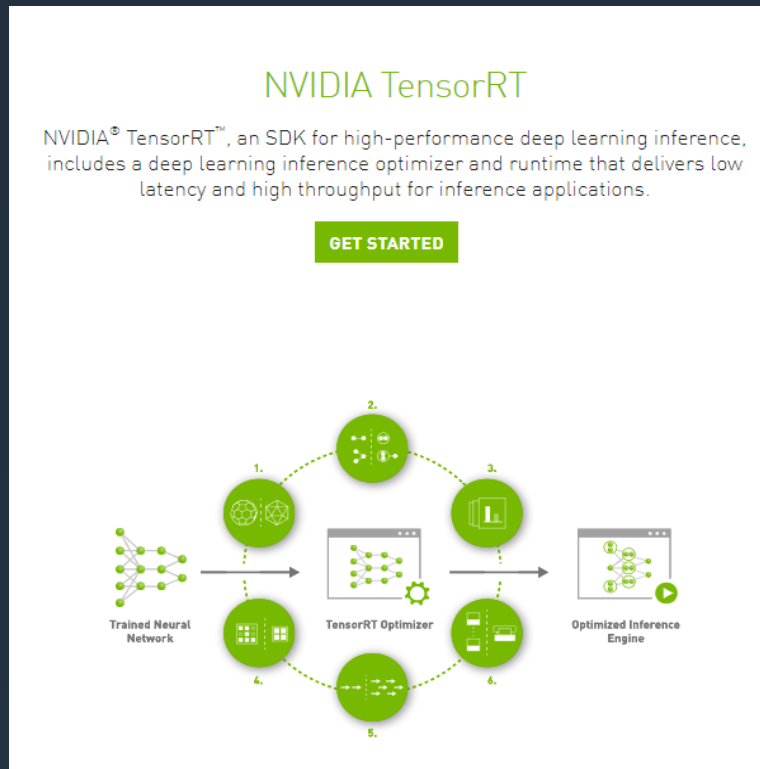 NVIDIA TensorRT
NVIDIA® TensorRT™, an SDK for high-performance deep learning inference,
includes a deep learning inference optimizer and runtime that delivers low
latency and high throughput for inference applications.
GET STARTED
2.
1.
3.
Trained Neural
Network
TensorRT Optimizer
Optimized Inference
Engine
4.
6.
5.